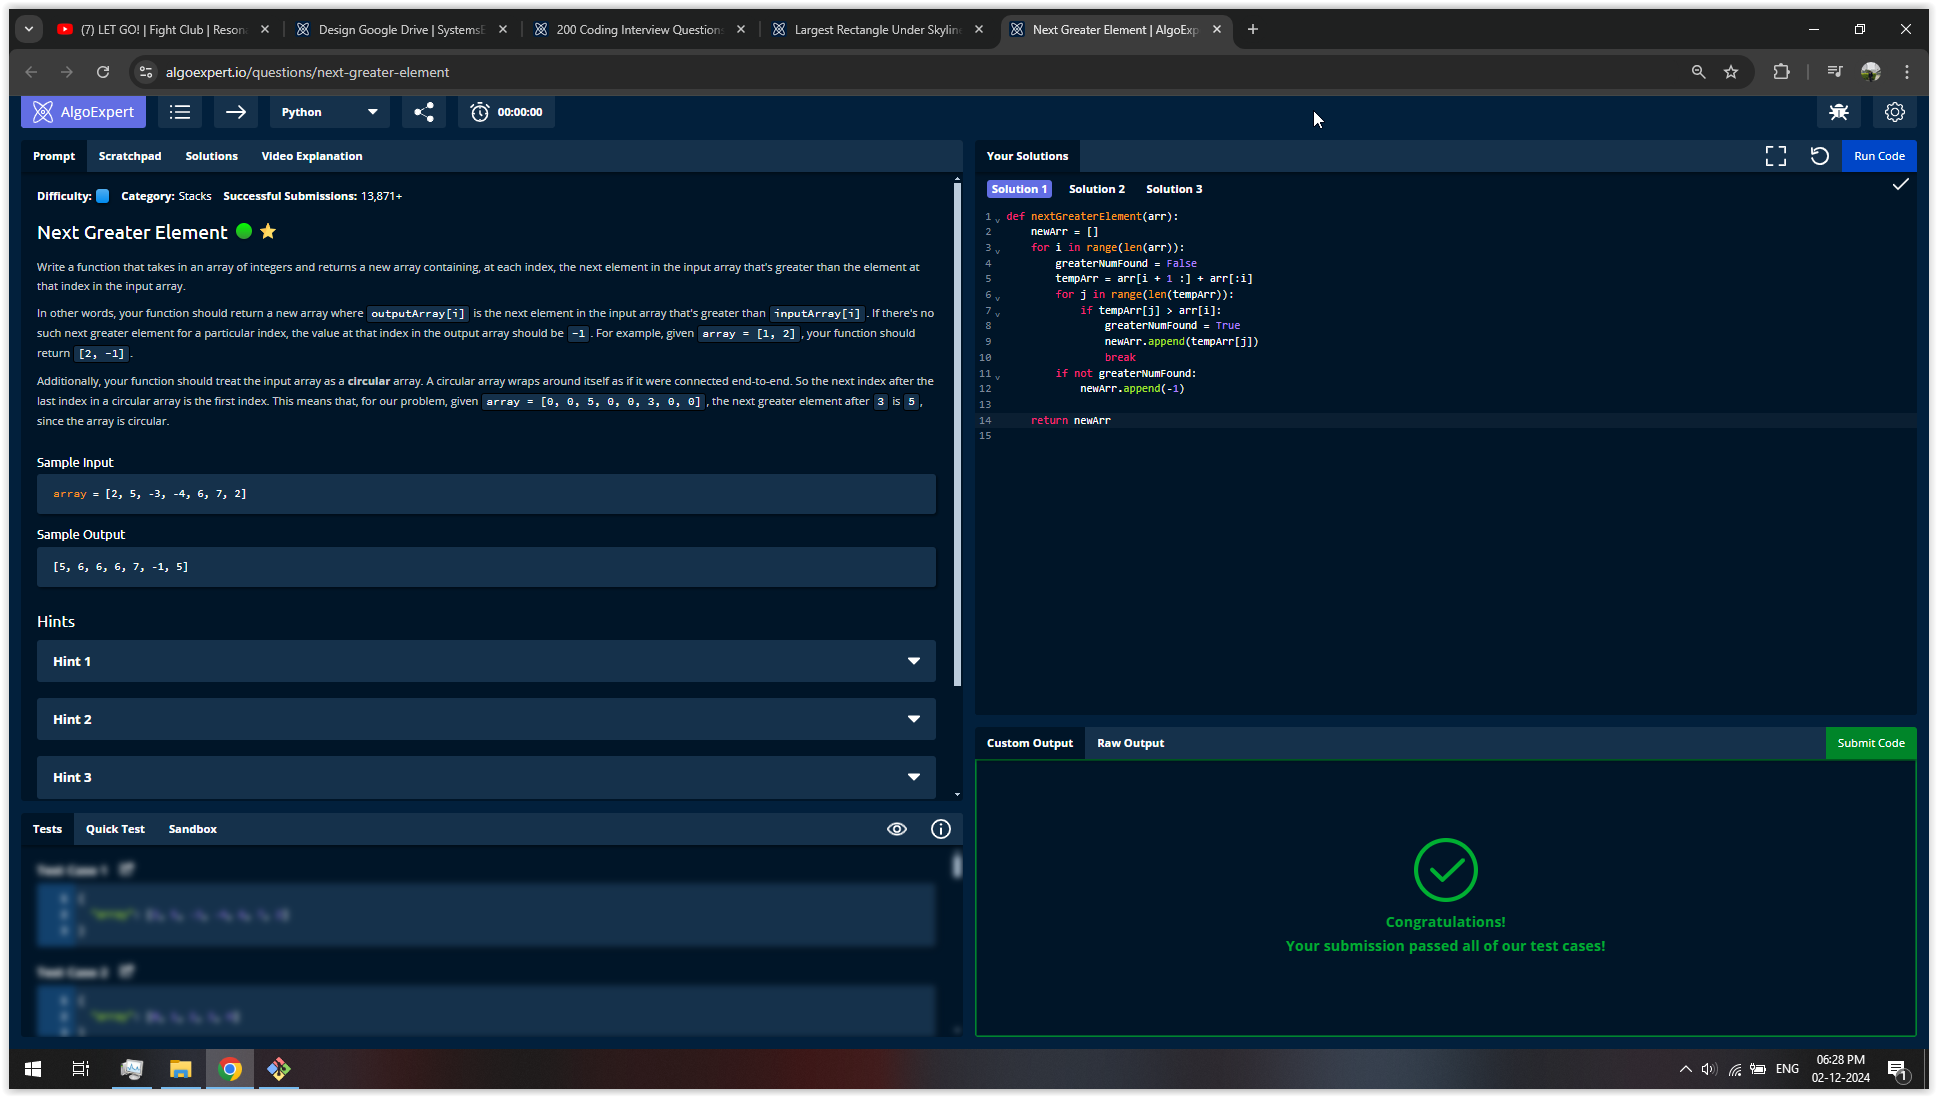 (7) LET GO! | Fight Club | Reson
Design Google Drive | SystemsE
200 Coding Interview Questions
Largest Rectangle Under Skyline
Next Greater Element | AlgoExp
algoexpert.io/questions/next-greater-element
AlgoExpert
Python
00:00:00
Prompt Scratchpad Solutions Video Explanation
Difficulty: Category: Stacks Successful Submissions: 13,871+
Next Greater Element
Write a function that takes in an array of integers and returns a new array containing, at each index, the next element in the input array that's greater than the element at
that index in the input array.
In other words, your function should return a new array where outputArray[i] is the next element in the input array that's greater than inputArray[i] . If there's no
such next greater element for a particular index, the value at that index in the output array should be -1 . For example, given array = [1, 2] , your function should
return [2, -1] .
Additionally, your function should treat the input array as a circular array. A circular array wraps around itself as if it were connected end-to-end. So the next index after the
last index in a circular array is the first index. This means that, for our problem, given array = [0, 0, 5, 0, 0, 3, 0, 0] , the next greater element after 3 is 5 ,
since the array is circular.
Sample Input
array = [2, 5, -3, -4, 6, 7, 2]
Sample Output
[5, 6, 6, 6, 7, -1, 5]
Hints
Hint 1
Hint 2
Hint 3
Tests Quick Test Sandbox
Test Case 1
Test Case 2
Your Solutions
Run Code
Solution 1 Solution 2 Solution 3
1 def nextGreaterElement(arr):
2 newArr = []
3 for i in range(len(arr)):
4 greaterNumFound = False
5 tempArr = arr[i + 1 :] + arr[:i]
6 for j in range(len(tempArr)):
7 if tempArr[j] > arr[i]:
8 greaterNumFound = True
9 newArr.append(tempArr[j])
10 break
11 if not greaterNumFound:
12 newArr.append(-1)
13
14 return newArr
15
Custom Output Raw Output
Submit Code
Congratulations!
Your submission passed all of our test cases!
ENG
06:28 PM
02-12-2024
1